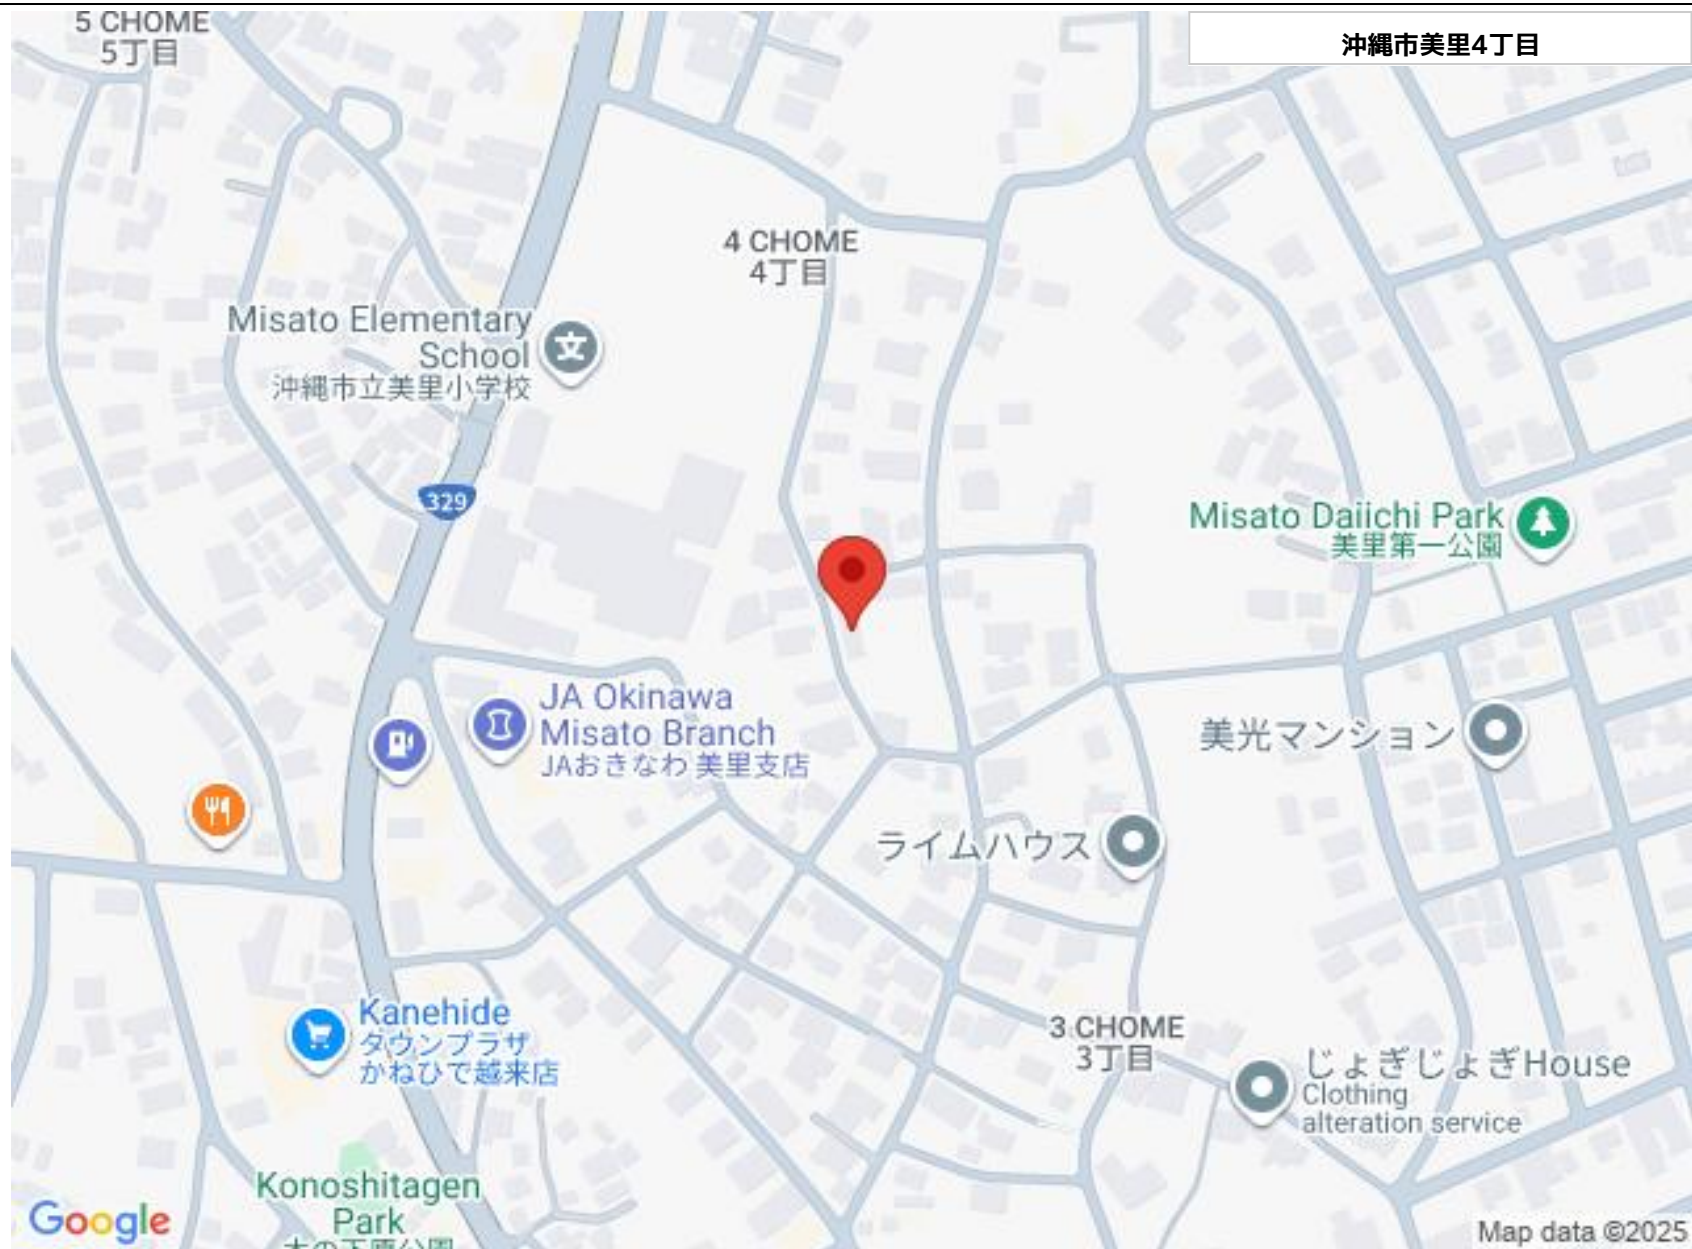 5 CHOME
5丁目
沖縄市美里4丁目
4 CHOME
4丁目
Misato Elementary
School
沖縄市立美里小学校
329
Misato Daiichi Park
美里第一公園
JA Okinawa
Misato Branch
JAおきなわ 美里支店
美光マンション
ライムハウス
Kanehide
タウンプラザ
かねひで越来店
3 CHOME
3丁目
じょぎじょぎHouse
Clothing
alteration service
Konoshitagen
Park
Google
Map data ©2025